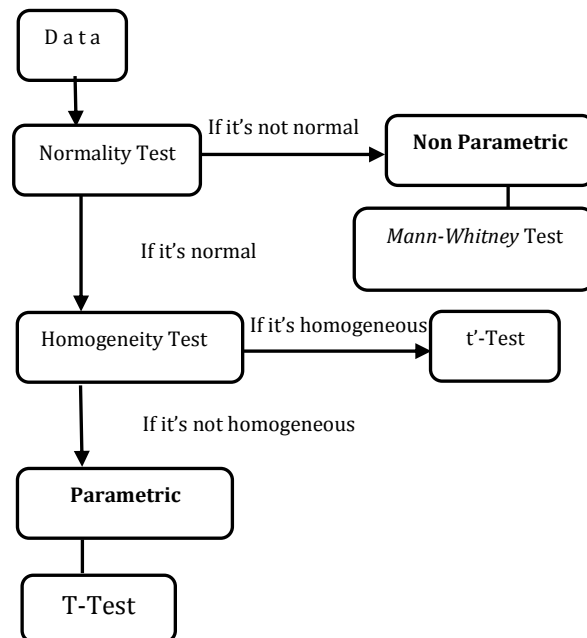 D a t a
If it's not normal
Normality Test
Non Parametric
Mann-Whitney Test
If it's normal
If it's homogeneous
Homogeneity Test
t'-Test
If it's not homogeneous
Parametric
T-Test